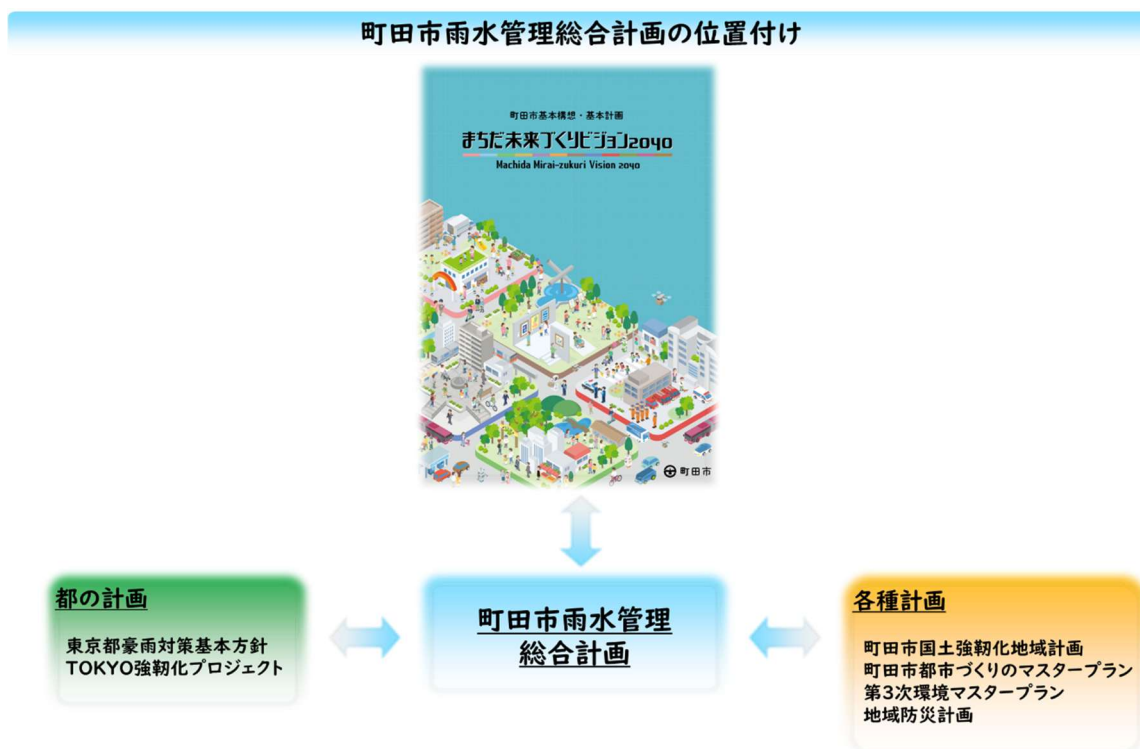 町田市雨水管理総合計画の位置付け
町田市基本構想・基本計画
まちだ未来づくりビジョン2040
Machida Mirai-zukuri Vision 2040
町田市
都の計画
東京都豪雨対策基本方針
TOKYO強靭化プロジェクト
町田市雨水管理
総合計画
各種計画
町田市国土強靭化地域計画
町田市都市づくりのマスタープラン
第3次環境マスタープラン
地域防災計画